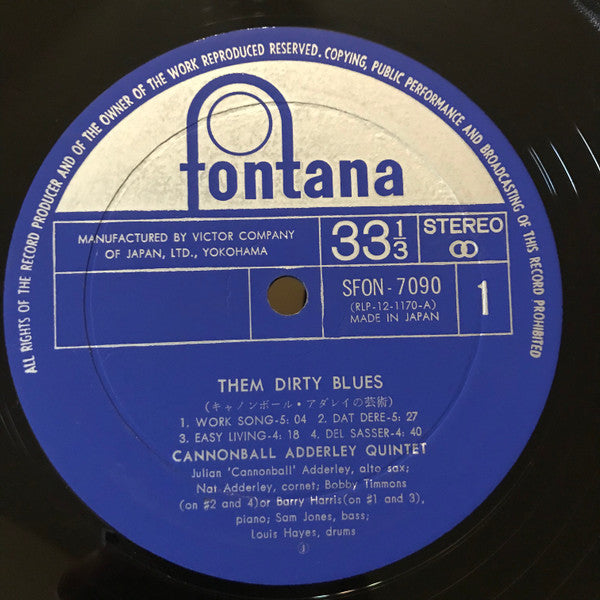 ALL RIGHTS OF THE RECORD PRODUCER AND OF THE OWNER OF THE WORK REPRODUCED RESERVED. COPYING, PUBLIC PERFORMANCE AND BROADCASTING OF THIS RECORD PROHIBITED
fontana
MANUFACTURED BY VICTOR COMPANY
OF JAPAN, LTD., YOKOHAMA
33 1/3
STEREO
SFON-7090
(RLP-12-1170-A)
MADE IN JAPAN
1
THEM DIRTY BLUES
(キャノンボール・アダレイの芸術)
1. WORK SONG-5: 04 2. DAT DERE-5: 27
3. EASY LIVING-4: 18 4. DEL SASSER-4: 40
CANNONBALL ADDERLEY QUINTET
Julian 'Cannonball' Adderley, alto sax;
Nat Adderley, cornet; Bobby Timmons
(on #2 and 4)or Barry Harris(on #1 and 3),
piano; Sam Jones, bass;
Louis Hayes, drums